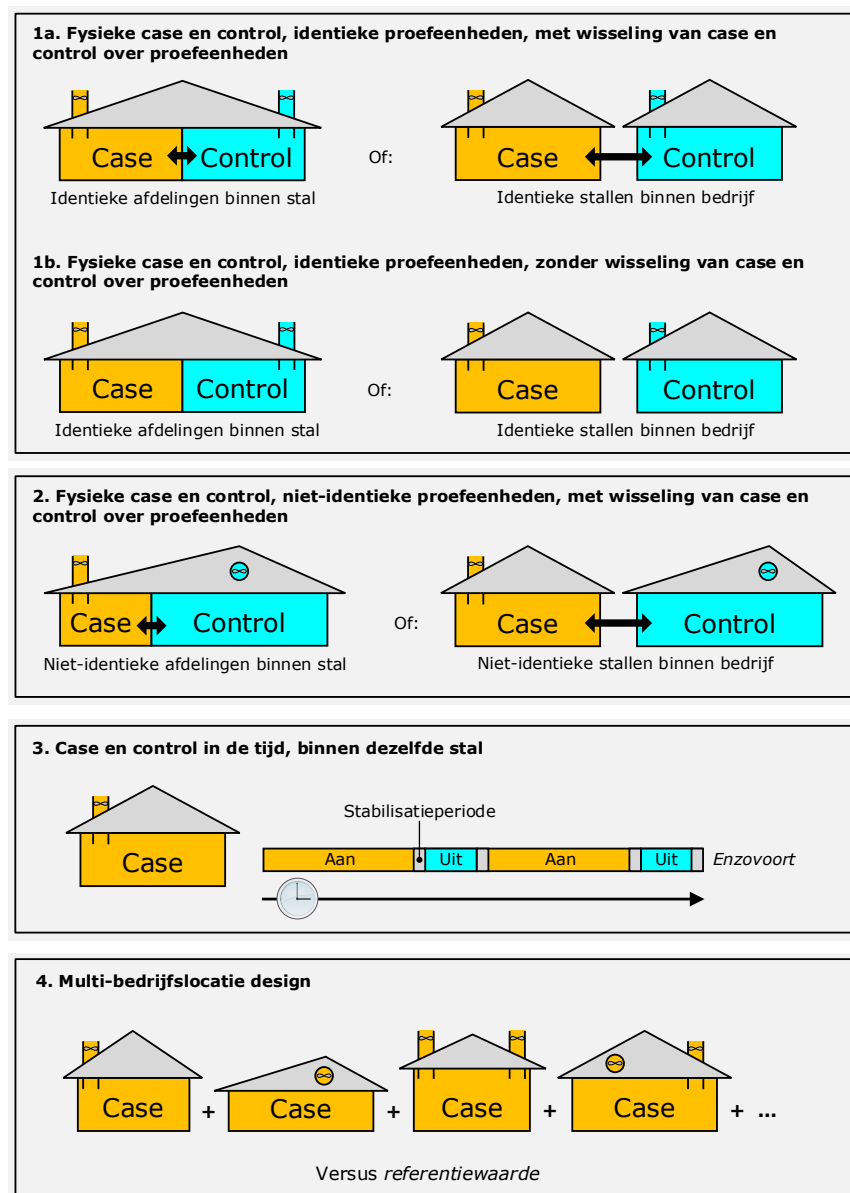 1a. Fysieke case en control, identieke proefeenheden, met wisseling van case en
control over proefeenheden
Case Control
Of:
Case Control
Identieke afdelingen binnen stal
Identieke stallen binnen bedrijf
1b. Fysieke case en control, identieke proefeenheden, zonder wisseling van case en
control over proefeenheden
Case Control
Of:
Case Control
Identieke afdelingen binnen stal
Identieke stallen binnen bedrijf
2. Fysieke case en control, niet-identieke proefeenheden, met wisseling van case en
control over proefeenheden
Case Control
Of:
Case Control
Niet-identieke afdelingen binnen stal
Niet-identieke stallen binnen bedrijf
3. Case en control in de tijd, binnen dezelfde stal
Stabilisatieperiode
Case
Aan Uit Aan Uit Enzovoort
4. Multi-bedrijfslocatie design
Case + Case + Case + Case + ...
Versus referentiewaarde